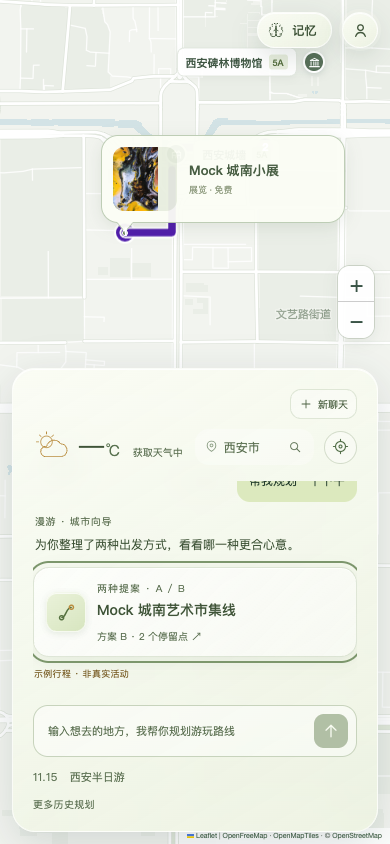 记忆
西安碑林博物馆 5A
Mock 城南小展
展览 · 免费
文艺路街道
+
−
+ 新聊天
—°C 获取天气中
西安市
漫游 · 城市向导
为你整理了两种出发方式，看看哪一种更合心意。
两种提案 · A / B
Mock 城南艺术市集线
方案 B · 2 个停留点 ↗
示例行程 · 非真实活动
输入想去的地方，我帮你规划游玩路线
11.15 西安半日游
更多历史规划
Leaflet | OpenFreeMap · OpenMapTiles · © OpenStreetMap